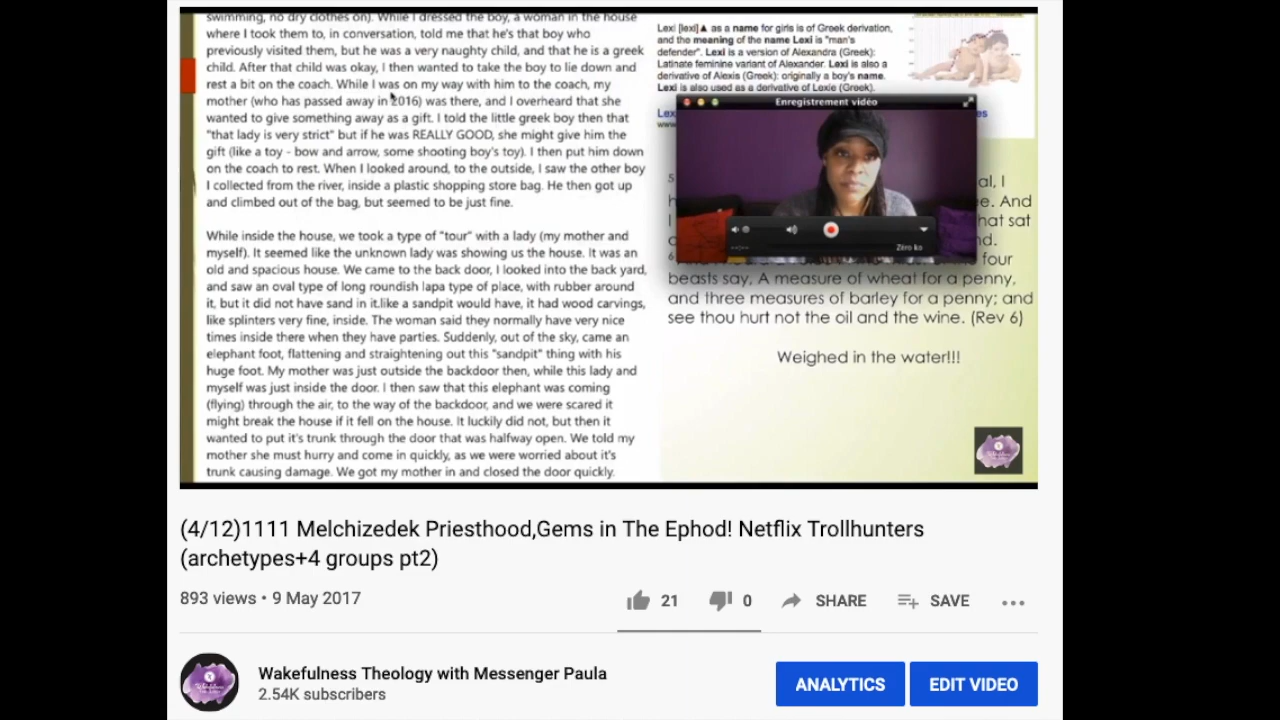 swimming, no dry clothes on). While I dressed the boy, a woman in the house
where I took them to, in conversation, told me that he's that boy who
previously visited them, but he was a very naughty child, and that he is a greek
child. After that child was okay, I then wanted to take the boy to lie down and
rest a bit on the coach. While I was on my way with him to the coach, my
mother (who has passed away in 2016) was there, and I overheard that she
wanted to give something away as a gift. I told the little greek boy then that
"that lady is very strict" but if he was REALLY GOOD, she might give him the
gift (like a toy - bow and arrow, some shooting boy's toy). I then put him down
on the coach to rest. When I looked around, to the outside, I saw the other boy
I collected from the river, inside a plastic shopping store bag. He then got up
and climbed out of the bag, but seemed to be just fine.
While inside the house, we took a type of "tour" with a lady (my mother and
myself). It seemed like the unknown lady was showing us the house. It was an
old and spacious house. We came to the back door, I looked into the back yard,
and saw an oval type of long roundish lapa type of place, with rubber around
it, but it did not have sand in it.like a sandpit would have, it had wood carvings,
like splinters very fine, inside. The woman said they normally have very nice
times inside there when they have parties. Suddenly, out of the sky, came an
elephant foot, flattening and straightening out this "sandpit" thing with his
huge foot. My mother was just outside the backdoor then, while this lady and
myself was just inside the door. I then saw that this elephant was coming
(flying) through the air, to the way of the backdoor, and we were scared it
might break the house if it fell on the house. It luckily did not, but then it
wanted to put it's trunk through the door that was halfway open. We told my
mother she must hurry and come in quickly, as we were worried about it's
trunk causing damage. We got my mother in and closed the door quickly.
Lexi [lexi]▲ as a name for girls is of Greek derivation,
and the meaning of the name Lexi is "man's
defender". Lexi is a version of Alexandra (Greek):
Latinate feminine variant of Alexander. Lexi is also a
derivative of Alexis (Greek): originally a boy's name.
Lexi is also used as a derivative of Lexie (Greek).
Lex
es
www
Enregistrement vidéo
Zéro ko
5
al, I
h
e. And
I
hat sat
nd.
6
four
beasts say, A measure of wheat for a penny,
and three measures of barley for a penny; and
see thou hurt not the oil and the wine. (Rev 6)
Weighed in the water!!!
(4/12)1111 Melchizedek Priesthood,Gems in The Ephod! Netflix Trollhunters
(archetypes+4 groups pt2)
893 views • 9 May 2017
21
0
SHARE
SAVE
Wakefulness Theology with Messenger Paula
2.54K subscribers
ANALYTICS
EDIT VIDEO